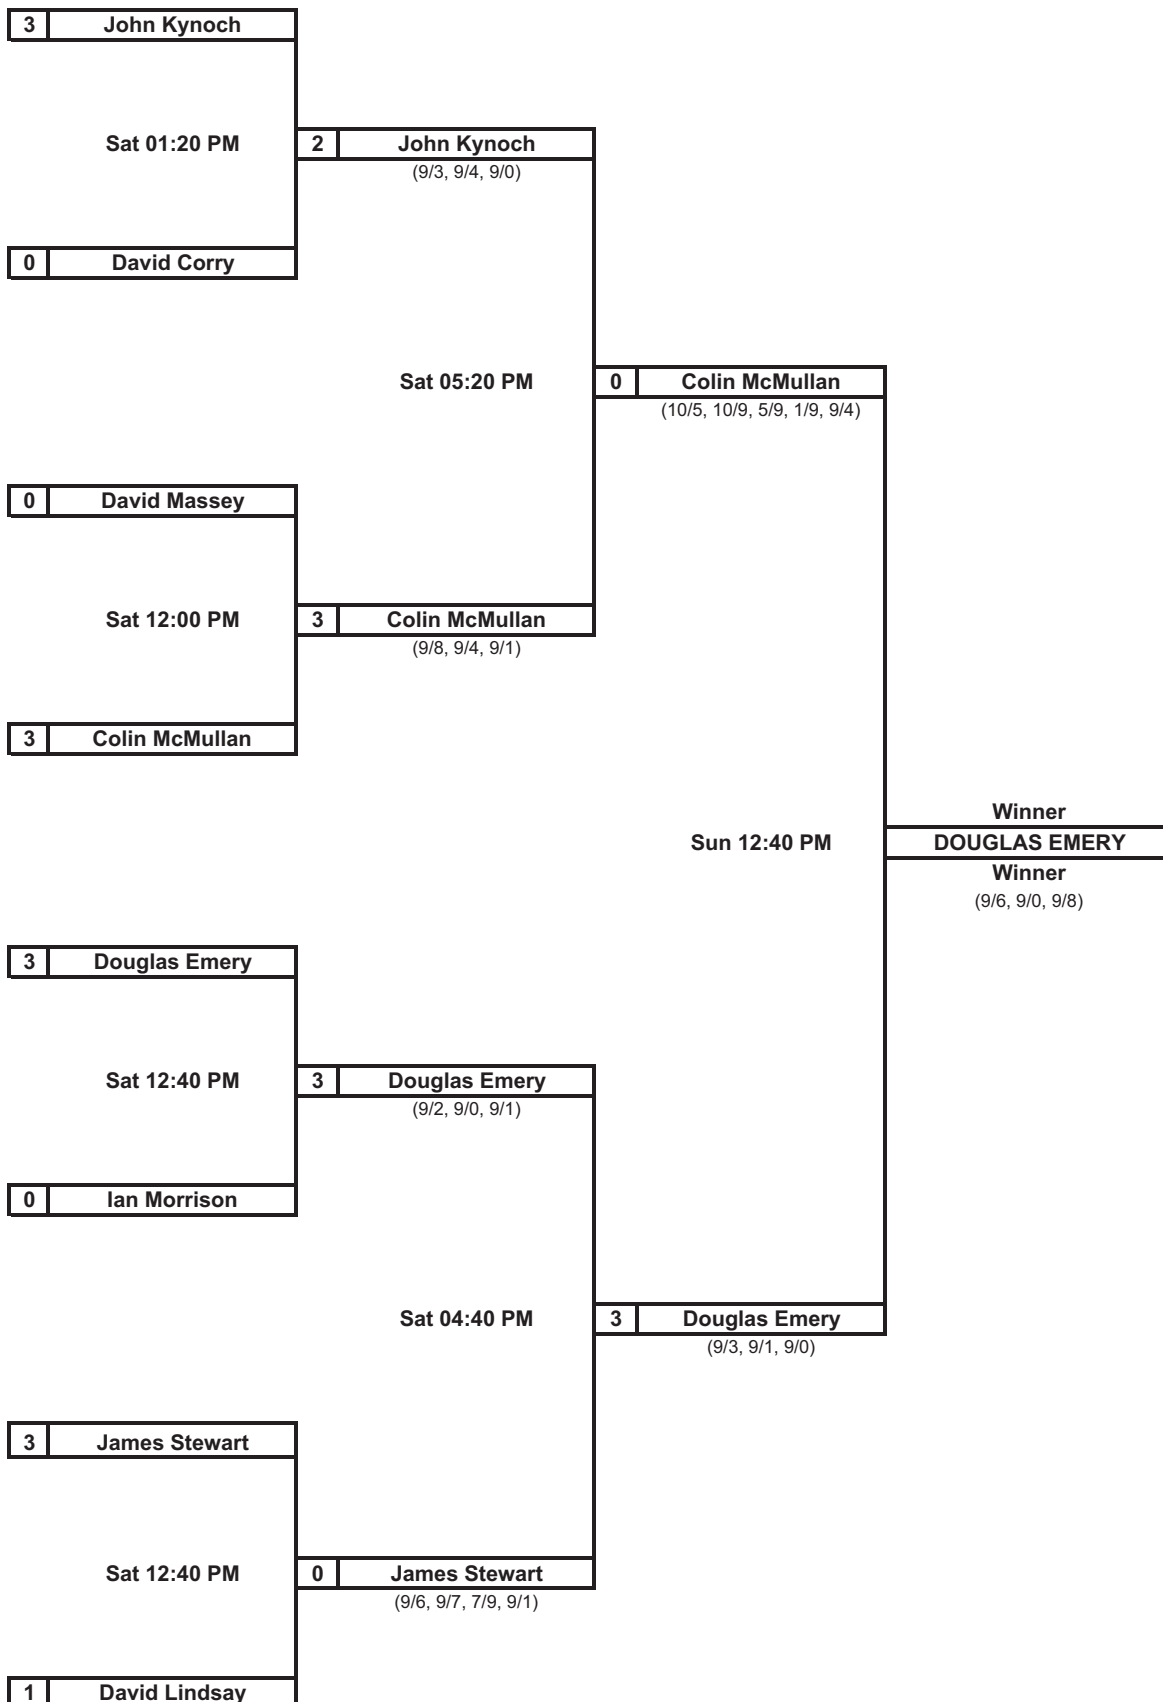 3 John Kynoch
Sat 01:20 PM
2 John Kynoch
(9/3, 9/4, 9/0)
0 David Corry
Sat 05:20 PM
0 Colin McMullan
(10/5, 10/9, 5/9, 1/9, 9/4)
0 David Massey
Sat 12:00 PM
3 Colin McMullan
(9/8, 9/4, 9/1)
3 Colin McMullan
Winner
Sun 12:40 PM
DOUGLAS EMERY
Winner
(9/6, 9/0, 9/8)
3 Douglas Emery
Sat 12:40 PM
3 Douglas Emery
(9/2, 9/0, 9/1)
0 Ian Morrison
Sat 04:40 PM
3 Douglas Emery
(9/3, 9/1, 9/0)
3 James Stewart
Sat 12:40 PM
0 James Stewart
(9/6, 9/7, 7/9, 9/1)
1 David Lindsay